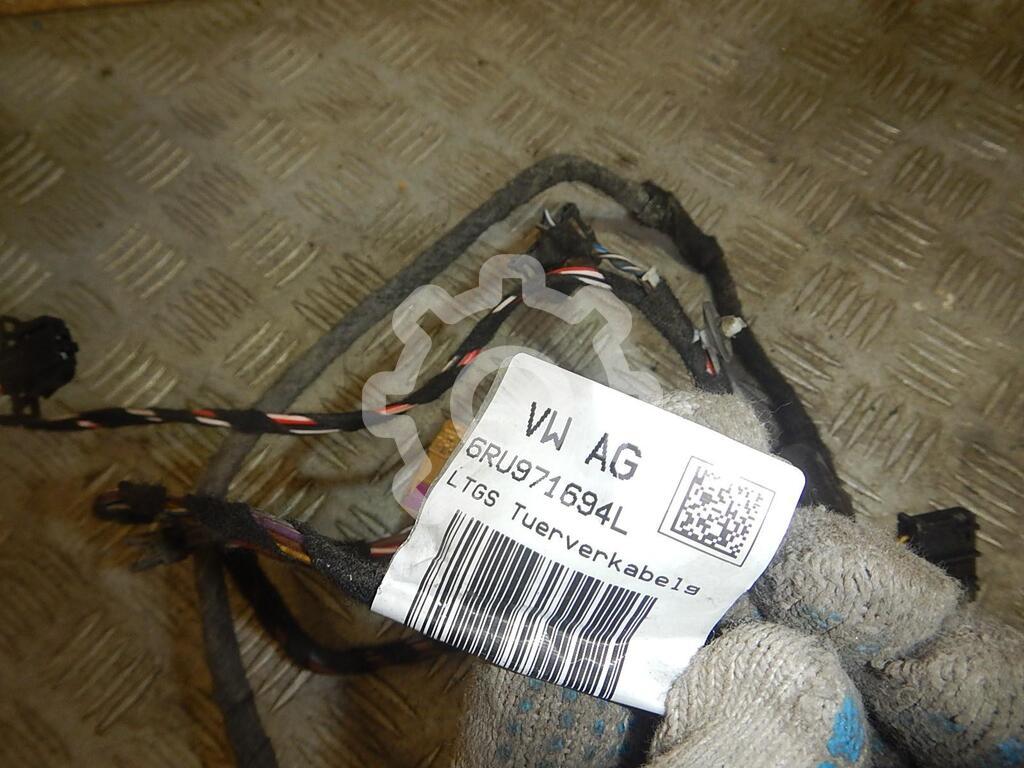 VW AG
6RU971694L
LTGS Tuerverkabelg